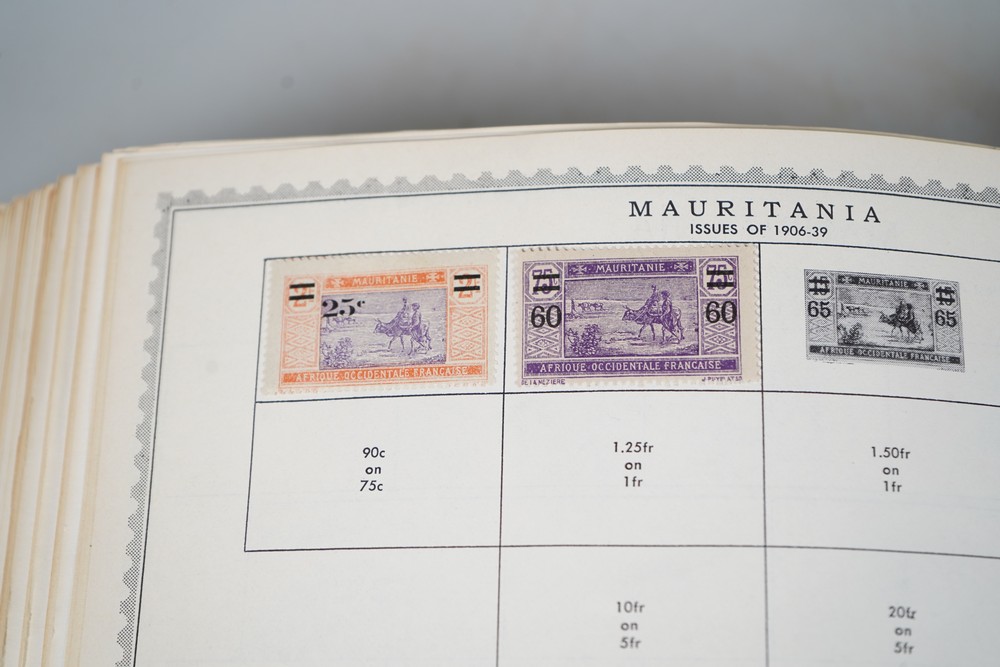 MAURITANIA
ISSUES OF 1906-39
MAURITANIE
25c
AFRIQUE OCCIDENTALE FRANÇAISE
75 MAURITANIE 75
60 60
AFRIQUE OCCIDENTALE FRANÇAISE
MAURITANIE
65 65
AFRIQUE OCCIDENTALE FRANÇAISE
90c
on
75c
1.25fr
on
1fr
1.50fr
on
1fr
10fr
on
5fr
20fr
on
5fr